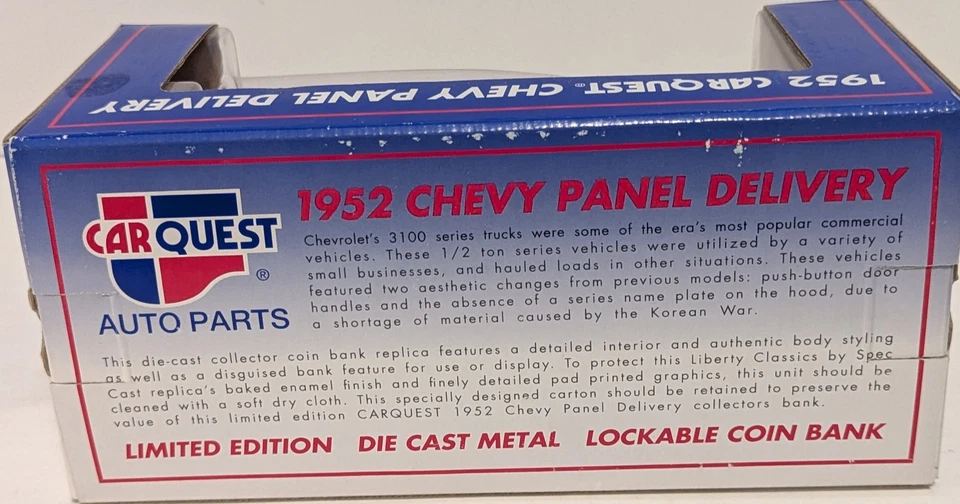 1952 CARQUEST® CHEVY PANEL DELIVERY
1952 CHEVY PANEL DELIVERY
CARQUEST
®
AUTO PARTS
Chevrolet's 3100 series trucks were some of the era's most popular commercial
vehicles. These 1/2 ton series vehicles were utilized by a variety of
small businesses, and hauled loads in other situations. These vehicles
featured two aesthetic changes from previous models: push-button door
handles and the absence of a series name plate on the hood, due to
a shortage of material caused by the Korean War.
This die-cast collector coin bank replica features a detailed interior and authentic body styling
as well as a disguised bank feature for use or display. To protect this Liberty Classics by Spec
Cast replica's baked enamel finish and finely detailed pad printed graphics, this unit should be
cleaned with a soft dry cloth. This specially designed carton should be retained to preserve the
value of this limited edition CARQUEST 1952 Chevy Panel Delivery collectors bank.
LIMITED EDITION DIE CAST METAL LOCKABLE COIN BANK